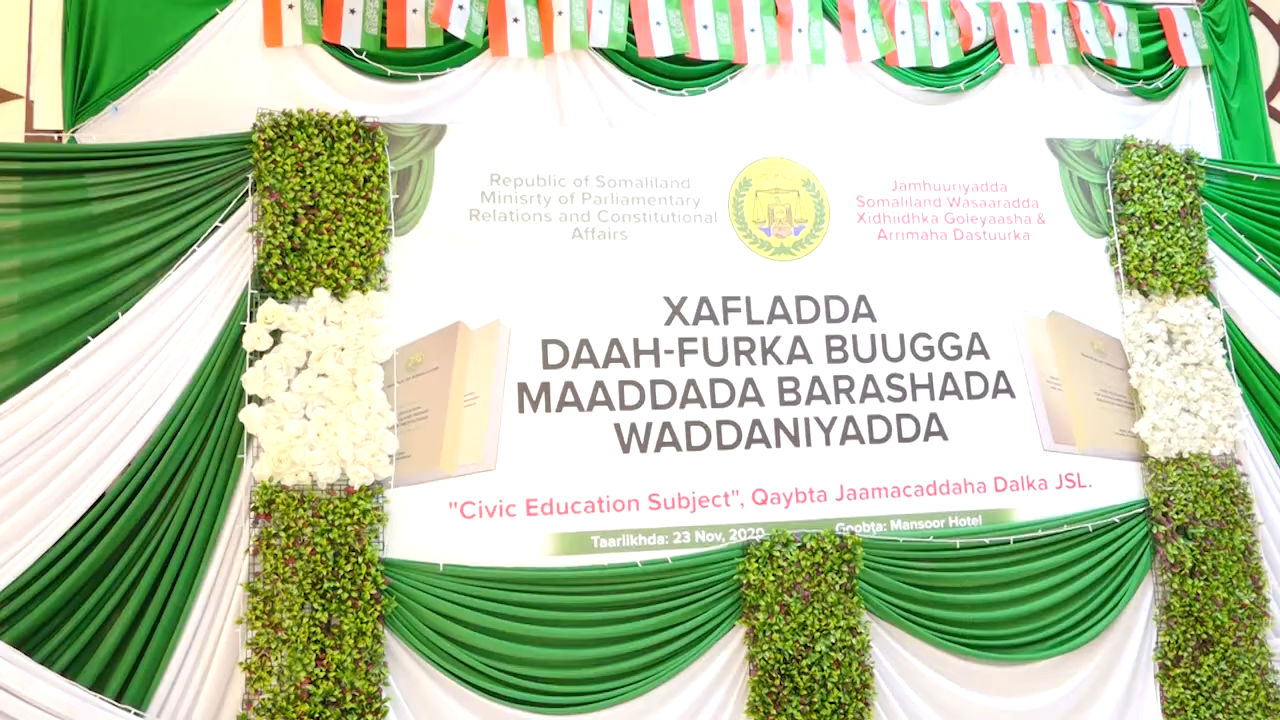 Republic of Somaliland
Minisrty of Parliamentary
Relations and Constitutional
Affairs
Jamhuuriyadda
Somaliland Wasaaradda
Xidhiidhka Goleyaasha &
Arrimaha Dastuurka
XAFLADDA
DAAH-FURKA BUUGGA
MAADDADA BARASHADA
WADDANIYADDA
"Civic Education Subject", Qaybta Jaamacaddaha Dalka JSL.
Taariikhda: 23 Nov, 2020
Goobta: Mansoor Hotel